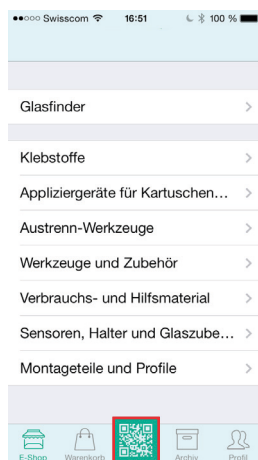 Swisscom 16:51 100 %
Glasfinder
Klebstoffe
Appliziergeräte für Kartuschen...
Austrenn-Werkzeuge
Werkzeuge und Zubehör
Verbrauchs- und Hilfsmaterial
Sensoren, Halter und Glaszube...
Montageteile und Profile
E-Shop Warenkorb Archiv Profil